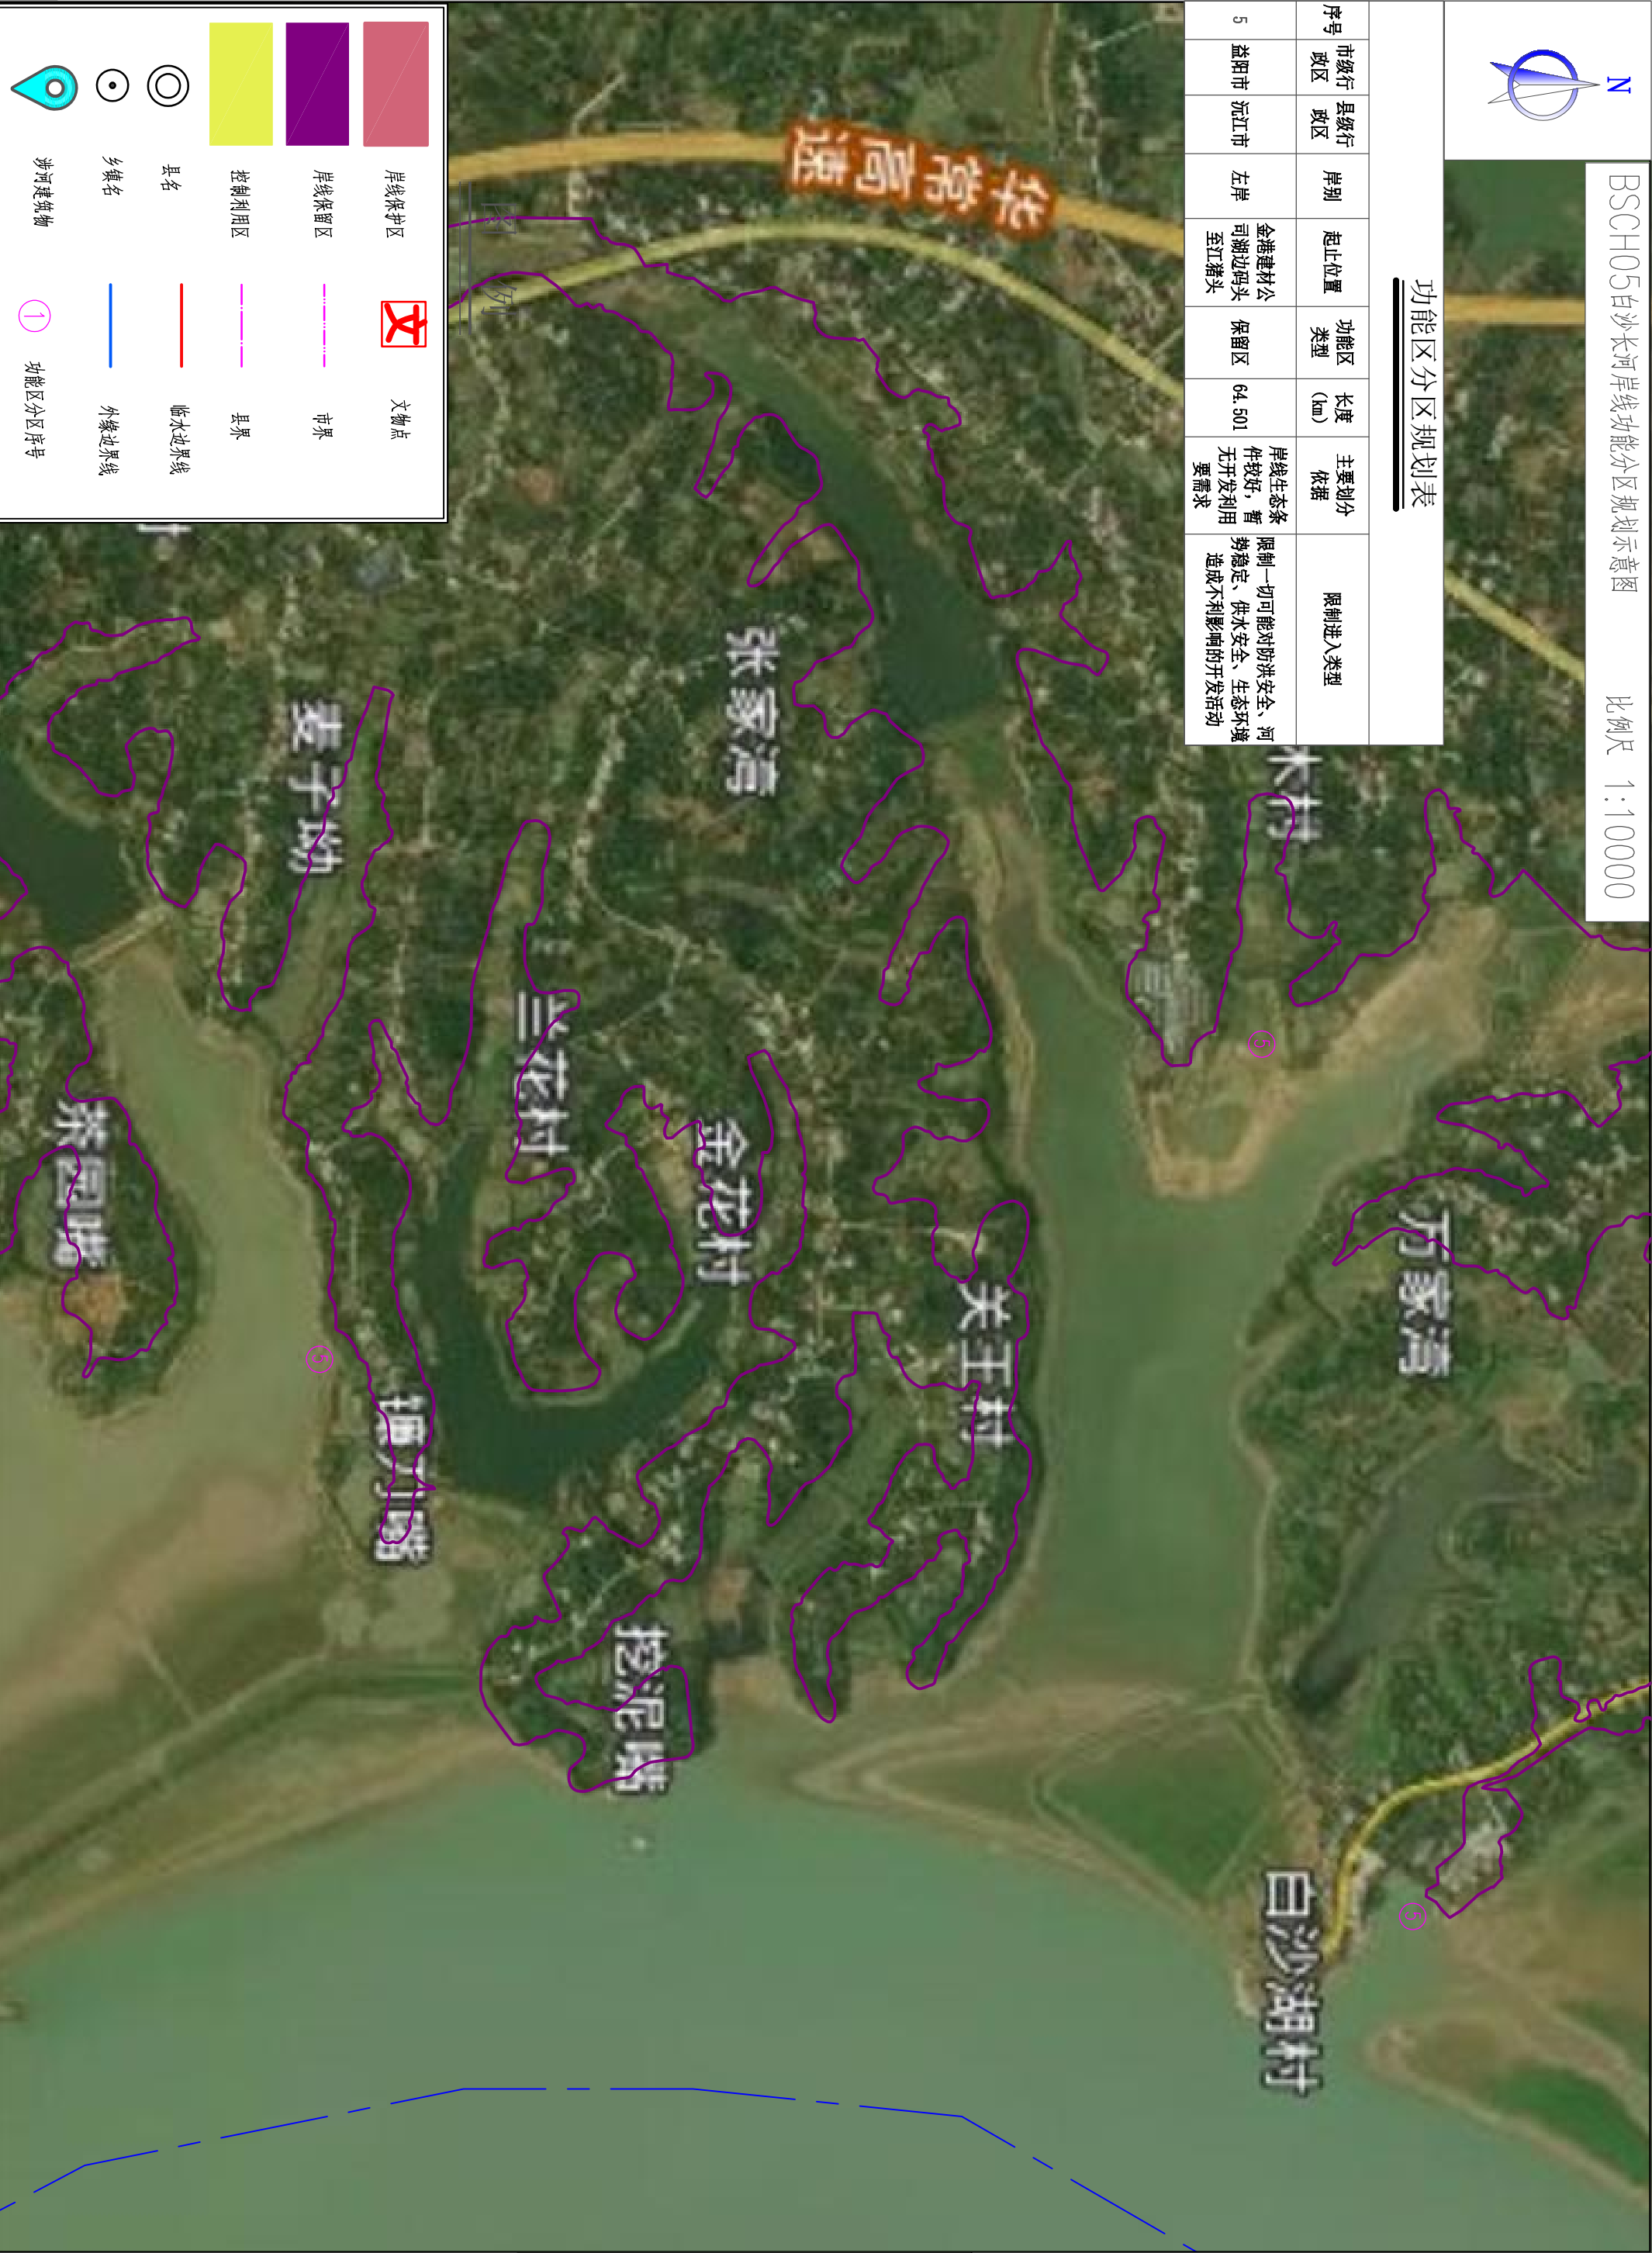 BSCH05白沙长河岸线功能分区规划示意图 比例尺 1:10000
N
功能区分区规划表
序号 市级行政区 县级行政区 岸别 起止位置 功能区类型 长度(km) 主要划分依据 限制进入类型
5 益阳市 沅江市 左岸 金港建材公司湖边码头至江猪头 保留区 64.501 岸线生态条件较好，暂无开发利用要需求 限制一切可能对防洪安全、河势稳定、供水安全、生态环境造成不利影响的开发活动
华常高速
木村
万家湾
白沙湖村
张家湾
关王村
金花村
兰花村
挖泥嘴
麦子坳
茶园嘴
⑤
⑤
图例
岸线保护区 文物点
岸线保留区 市界
控制利用区 县界
县名 临水边界线
乡镇名 外缘边界线
涉河建筑物 ① 功能区分区序号
文